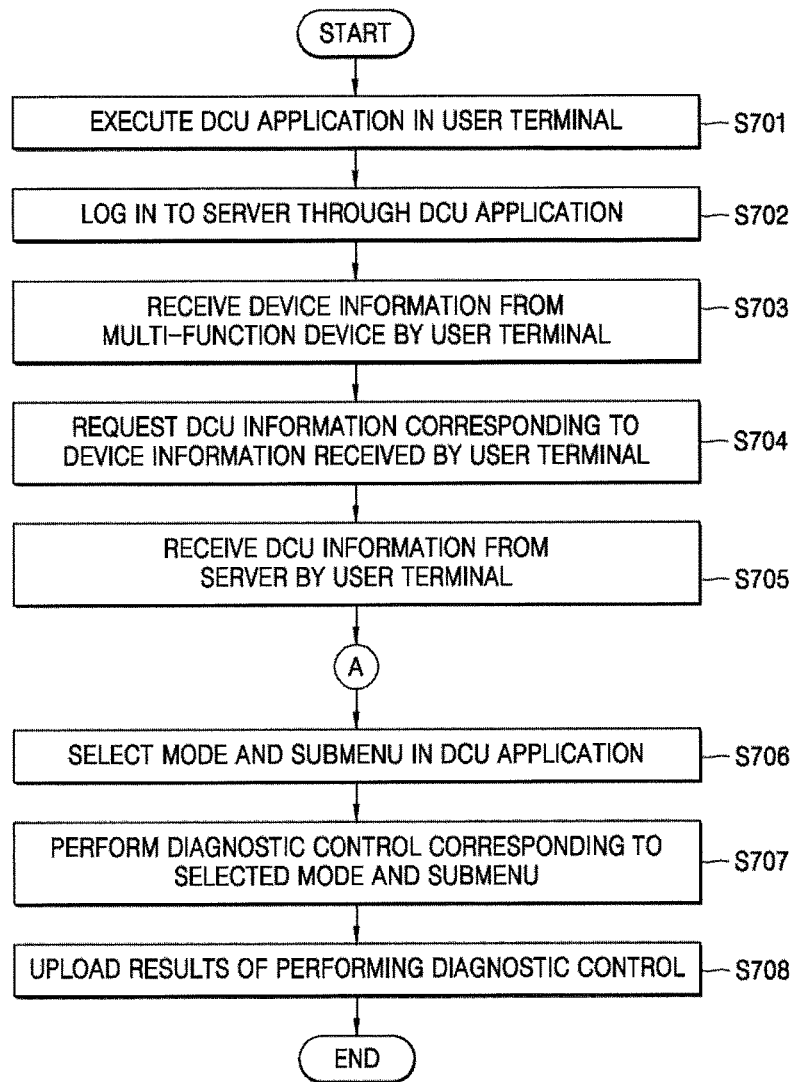 START
EXECUTE DCU APPLICATION IN USER TERMINAL
S701
LOG IN TO SERVER THROUGH DCU APPLICATION
S702
RECEIVE DEVICE INFORMATION FROM
MULTI-FUNCTION DEVICE BY USER TERMINAL
S703
REQUEST DCU INFORMATION CORRESPONDING TO
DEVICE INFORMATION RECEIVED BY USER TERMINAL
S704
RECEIVE DCU INFORMATION FROM
SERVER BY USER TERMINAL
S705
A
SELECT MODE AND SUBMENU IN DCU APPLICATION
S706
PERFORM DIAGNOSTIC CONTROL CORRESPONDING TO
SELECTED MODE AND SUBMENU
S707
UPLOAD RESULTS OF PERFORMING DIAGNOSTIC CONTROL
S708
END